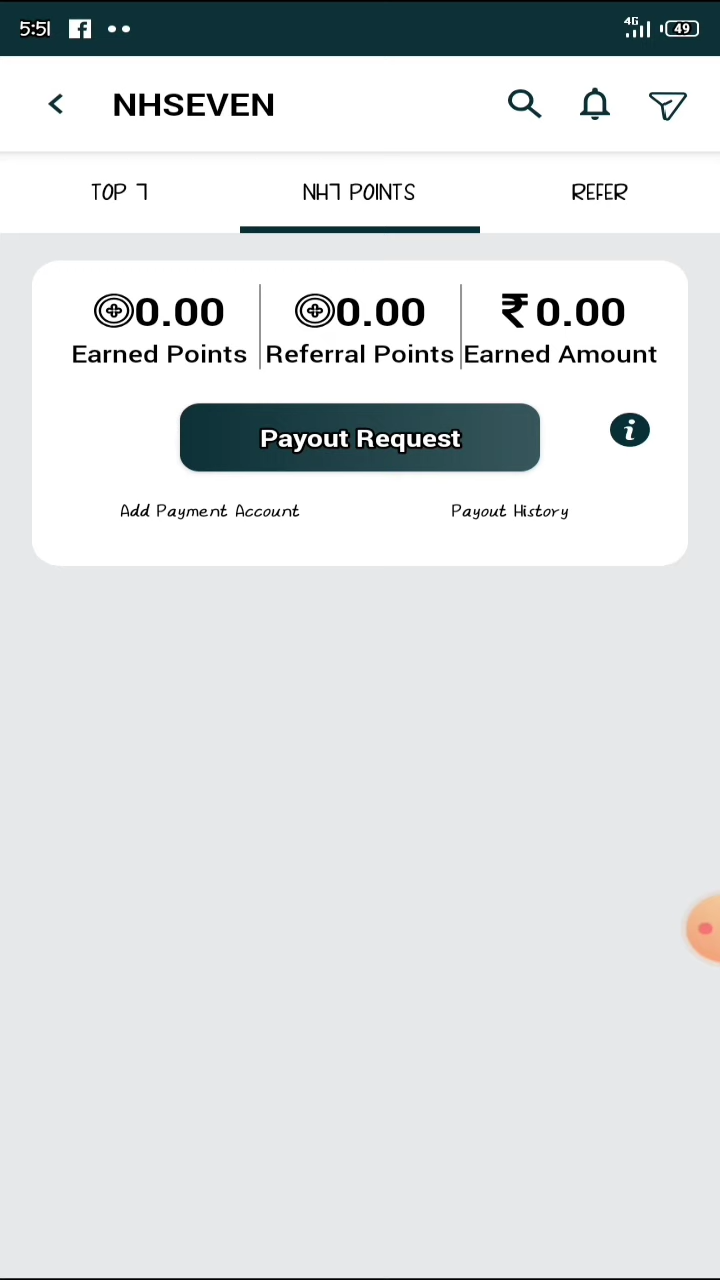 5:51 4G 49
NHSEVEN
TOP 7 NH7 POINTS REFER
0.00 0.00 ₹ 0.00
Earned Points Referral Points Earned Amount
Payout Request i
Add Payment Account Payout History